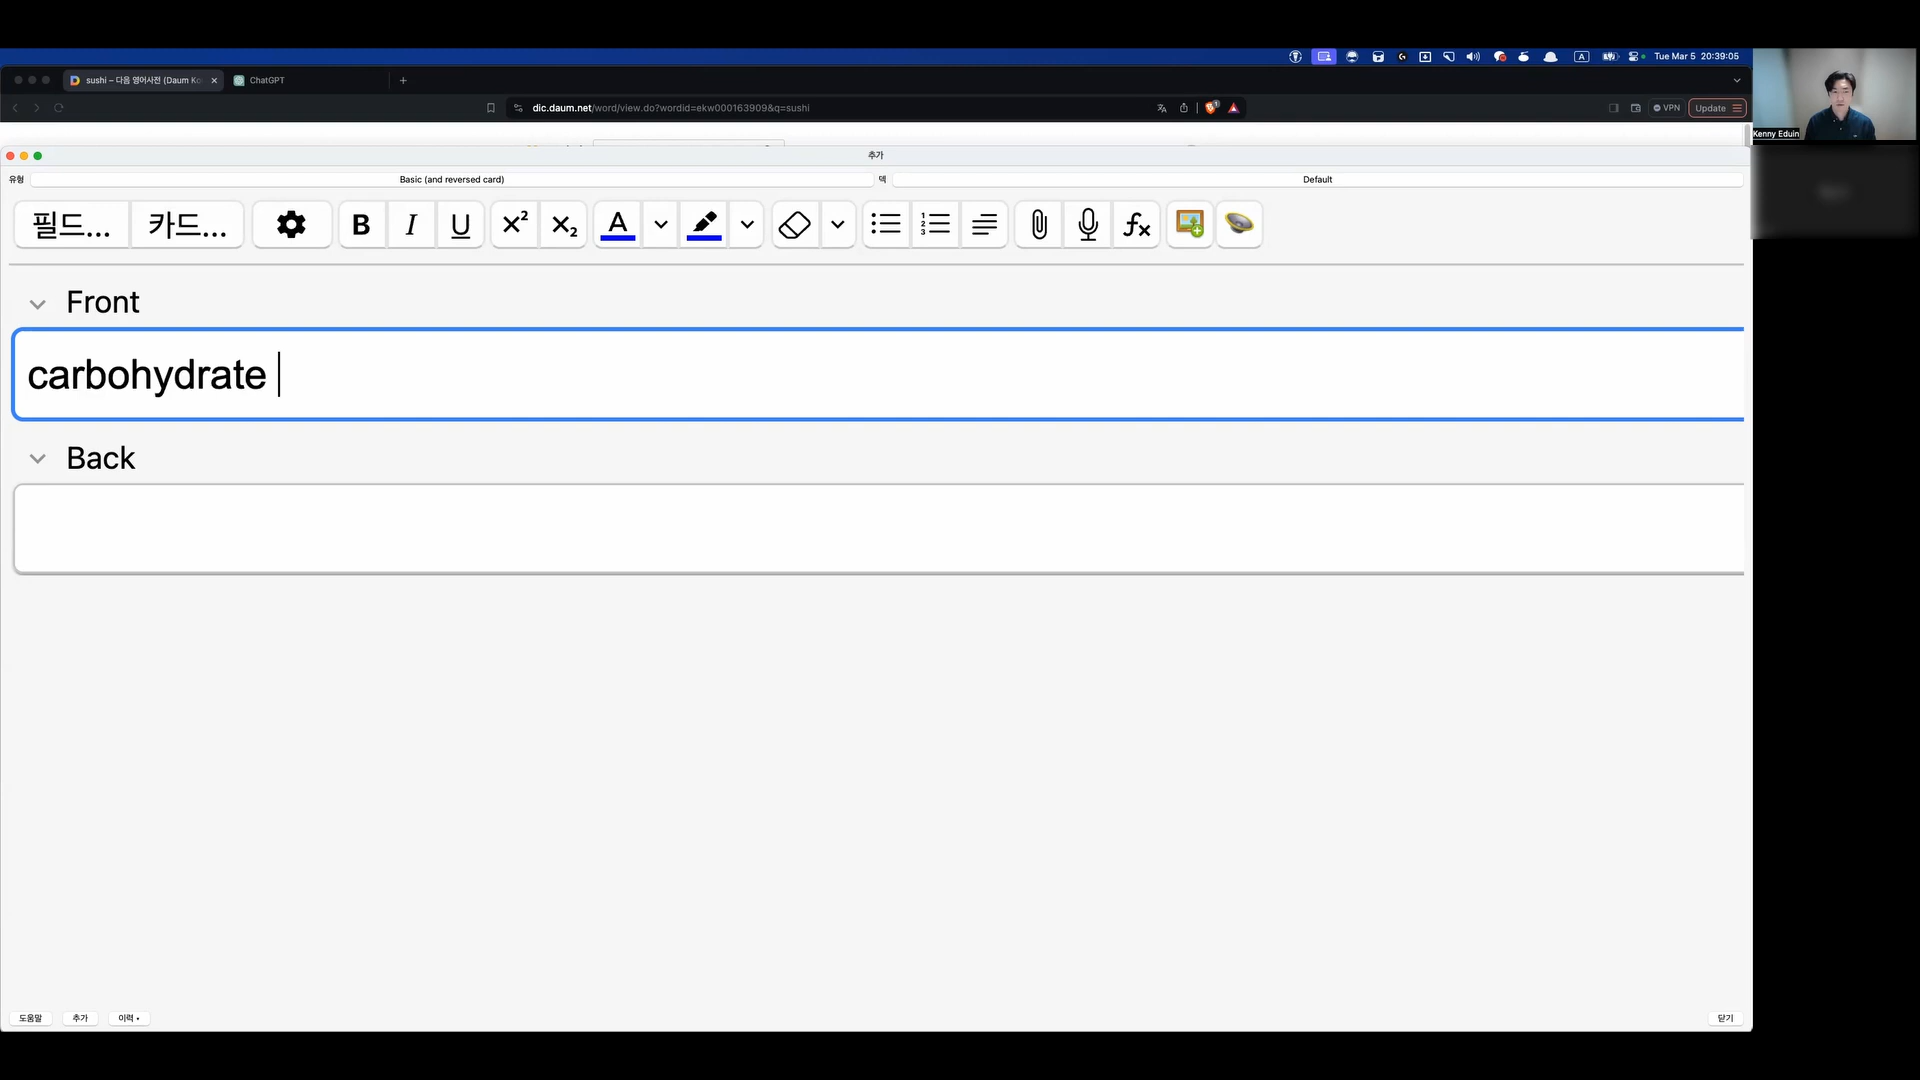 Tue Mar 5 20:39:05
sushi – 다음 영어사전 (Daum Ko
ChatGPT
dic.daum.net/word/view.do?wordid=ekw000163909&q=sushi
VPN
Update
Kenny Eduin
추가
유형
Basic (and reversed card)
덱
Default
필드...
카드...
Front
carbohydrate
Back
도움말
추가
이력
닫기